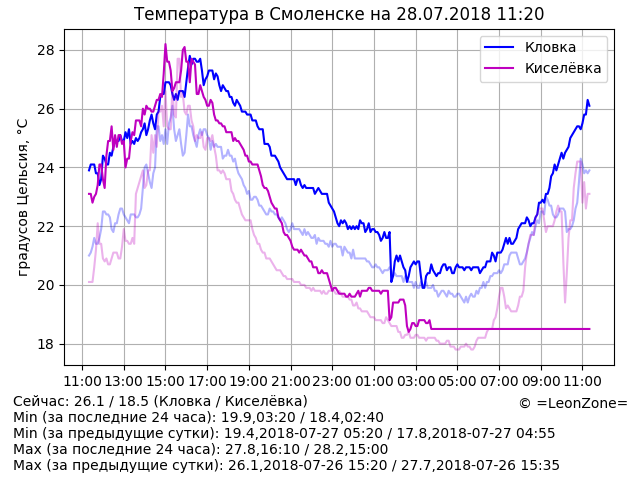 Температура в Смоленске на 28.07.2018 11:20
Кловка
Киселёвка
градусов Цельсия, °C
28
26
24
22
20
18
11:00 13:00 15:00 17:00 19:00 21:00 23:00 01:00 03:00 05:00 07:00 09:00 11:00
Сейчас: 26.1 / 18.5 (Кловка / Киселёвка)
© =LeonZone=
Min (за последние 24 часа): 19.9,03:20 / 18.4,02:40
Min (за предыдущие сутки): 19.4,2018-07-27 05:20 / 17.8,2018-07-27 04:55
Max (за последние 24 часа): 27.8,16:10 / 28.2,15:00
Max (за предыдущие сутки): 26.1,2018-07-26 15:20 / 27.7,2018-07-26 15:35